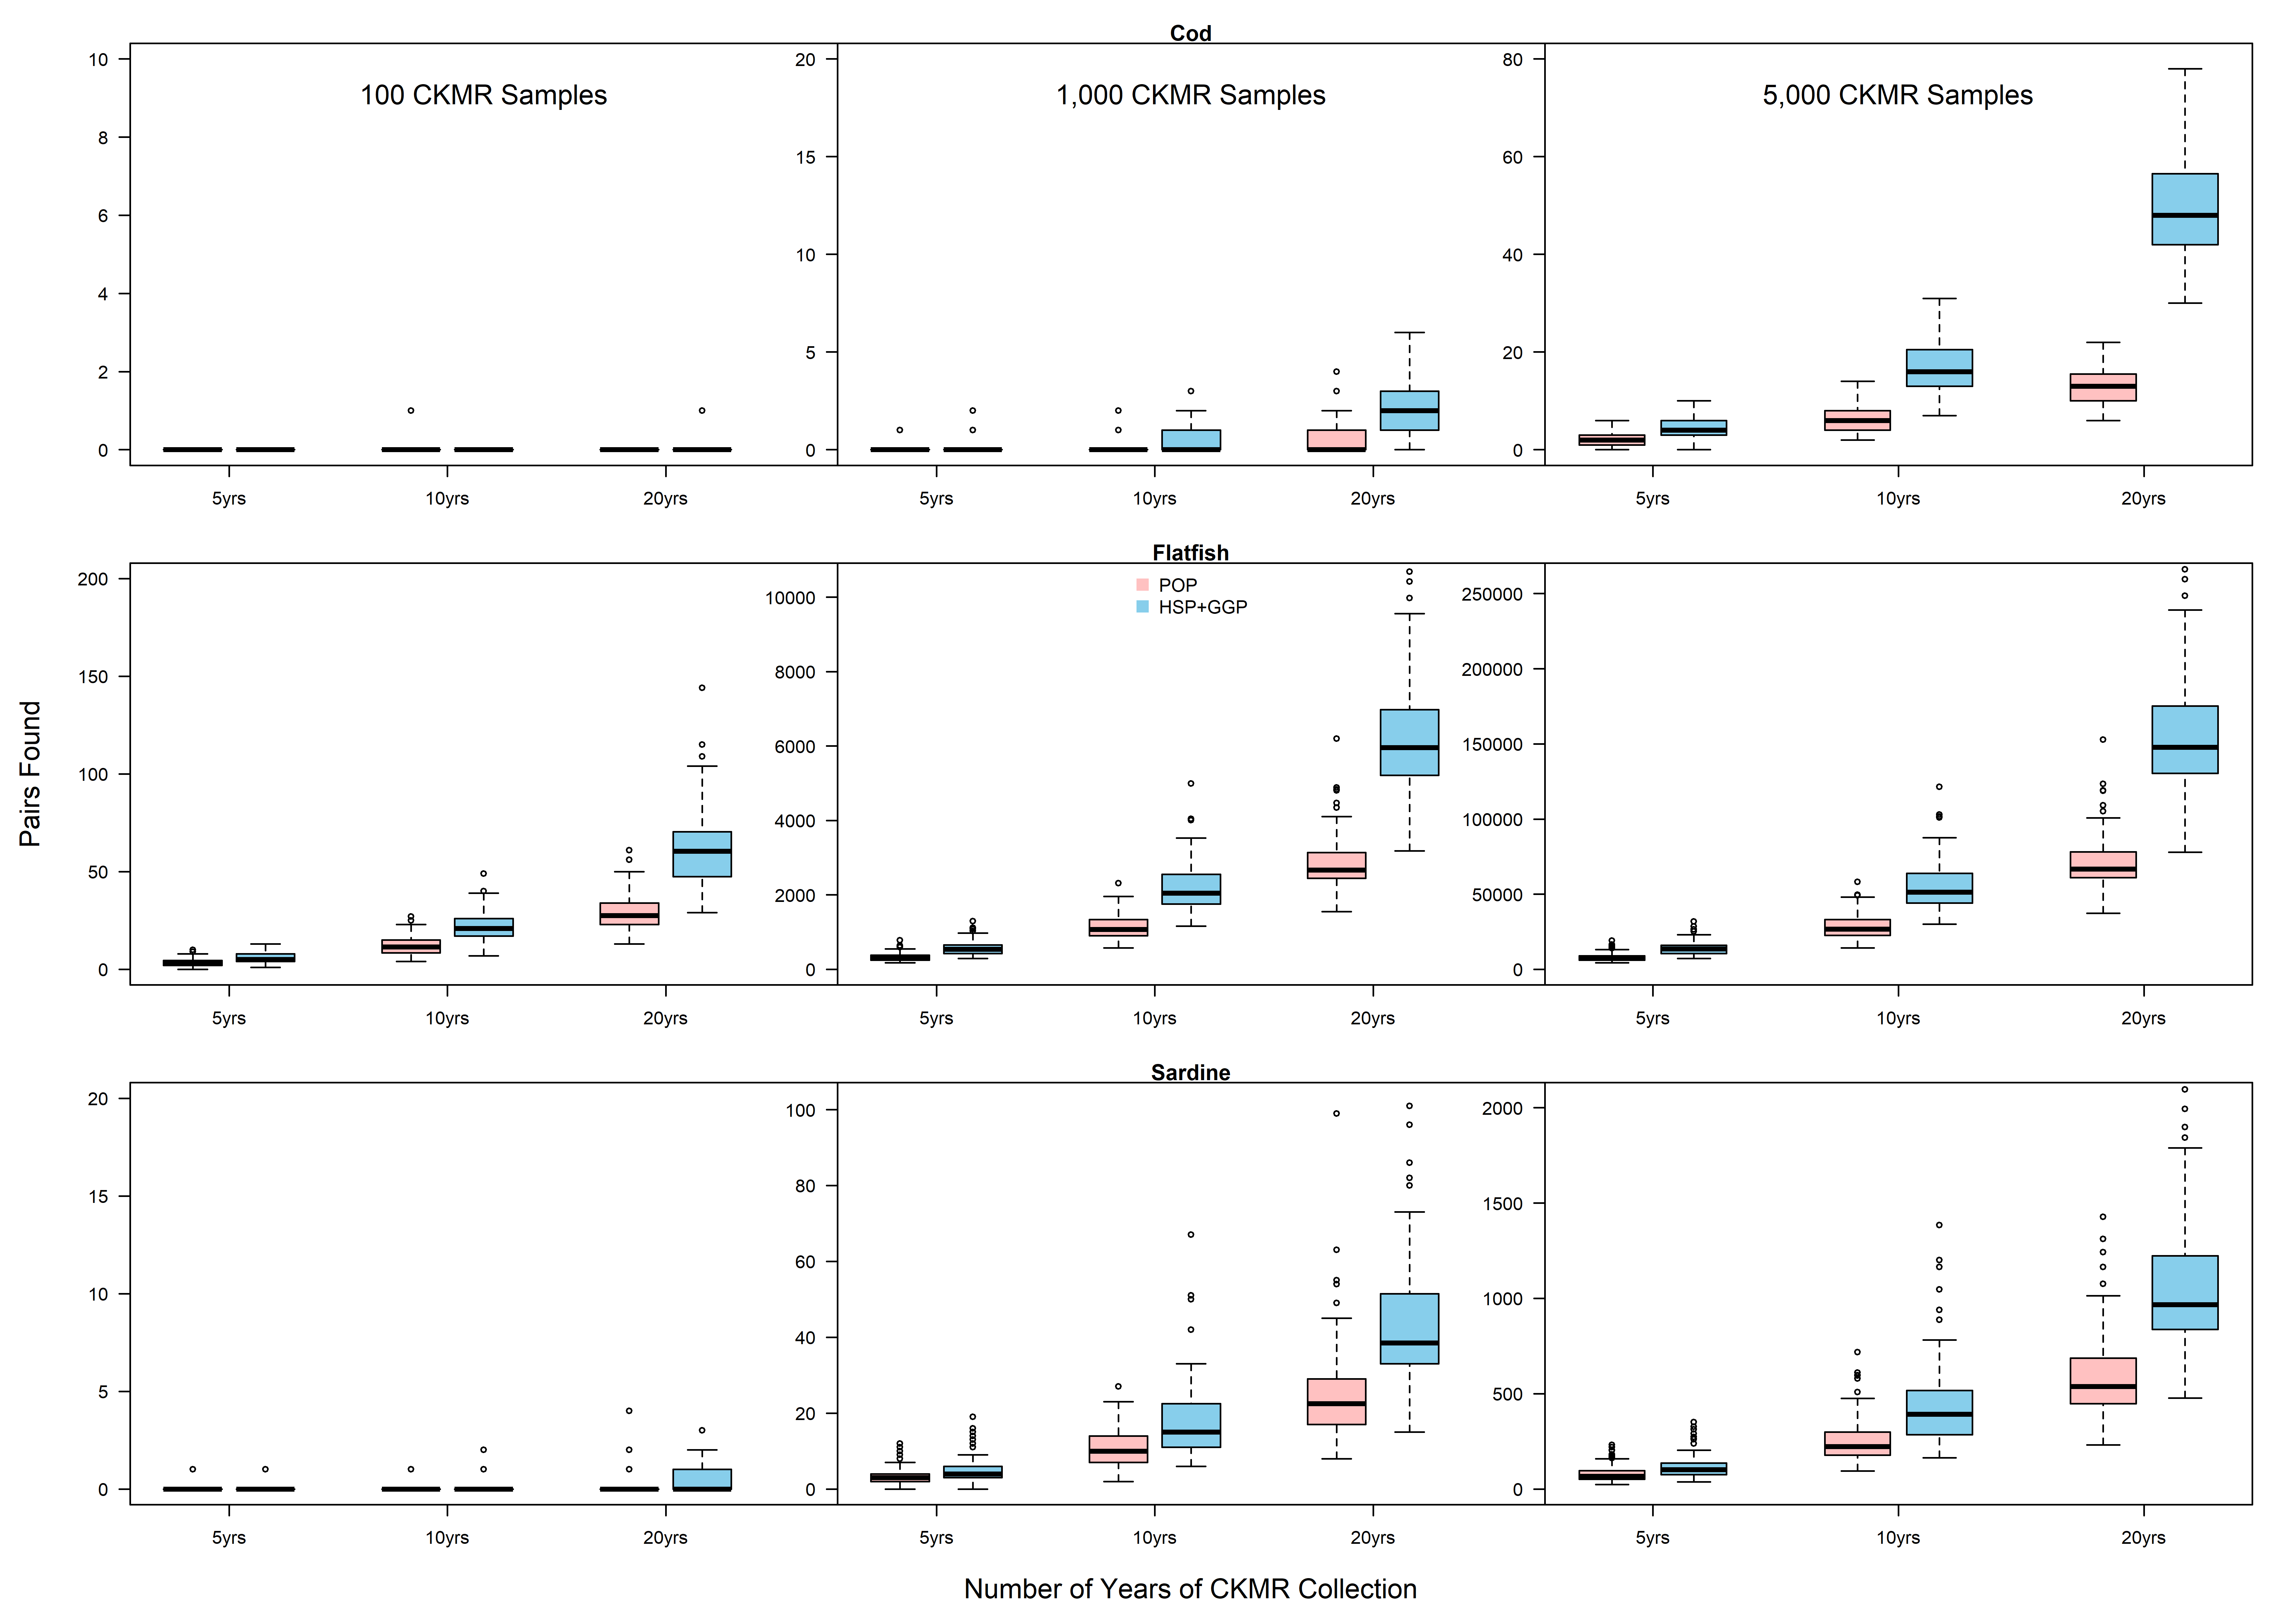 Cod
100 CKMR Samples
1,000 CKMR Samples
5,000 CKMR Samples
10
8
6
4
2
0
20
15
10
5
0
80
60
40
20
0
5yrs
10yrs
20yrs
5yrs
10yrs
20yrs
5yrs
10yrs
20yrs
Flatfish
POP
HSP+GGP
200
150
100
50
0
10000
8000
6000
4000
2000
0
250000
200000
150000
100000
50000
0
5yrs
10yrs
20yrs
5yrs
10yrs
20yrs
5yrs
10yrs
20yrs
Pairs Found
Sardine
20
15
10
5
0
100
80
60
40
20
0
2000
1500
1000
500
0
5yrs
10yrs
20yrs
5yrs
10yrs
20yrs
5yrs
10yrs
20yrs
Number of Years of CKMR Collection